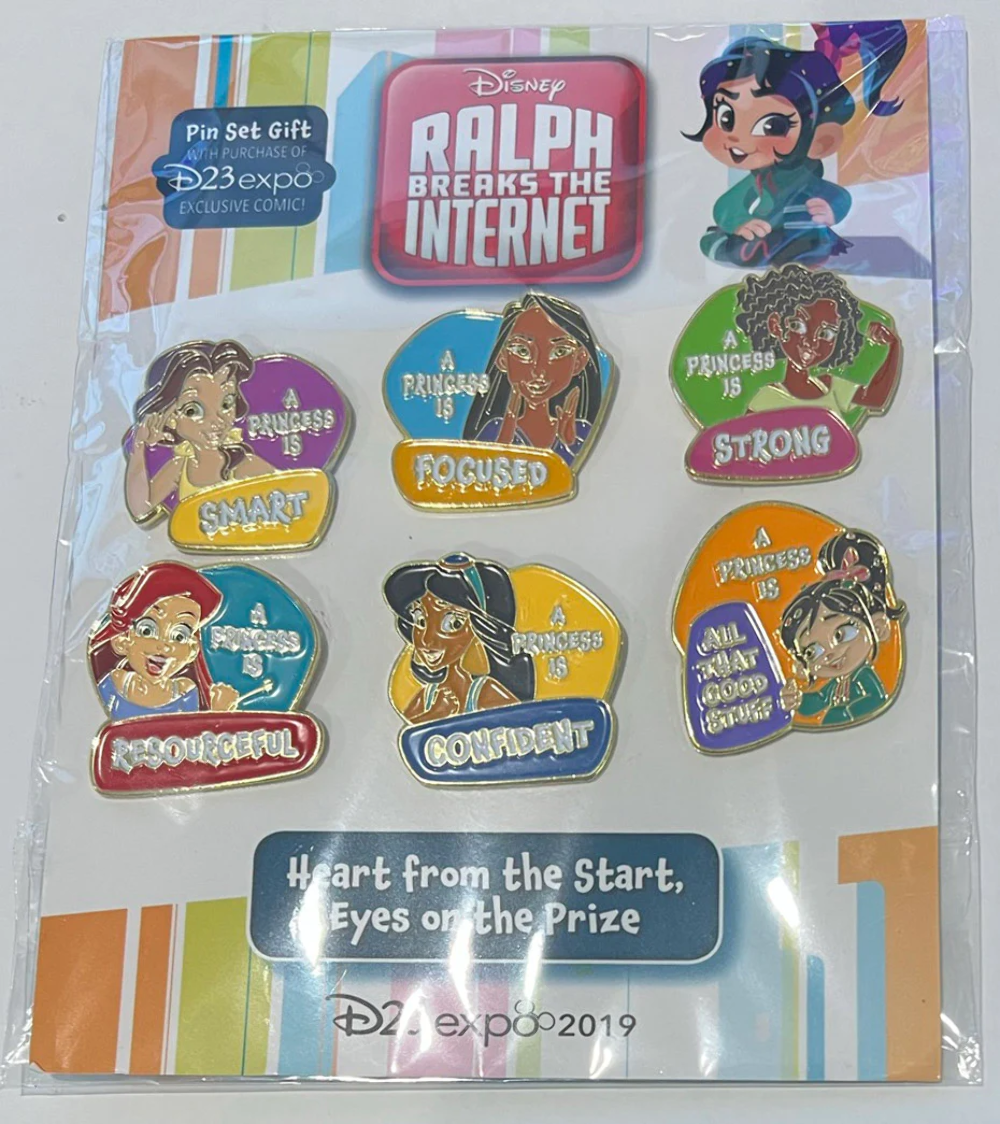 Pin Set Gift
WITH PURCHASE OF
D23 expo
EXCLUSIVE COMIC!
Disney
RALPH
BREAKS THE
INTERNET
A
PRINCESS
IS
SMART
A
PRINCESS
IS
FOCUSED
A
PRINCESS
IS
STRONG
A
PRINCESS
IS
RESOURCEFUL
A
PRINCESS
IS
CONFIDENT
A
PRINCESS
IS
ALL
THAT
GOOD
STUFF
Heart from the Start,
Eyes on the Prize
D23 expo 2019